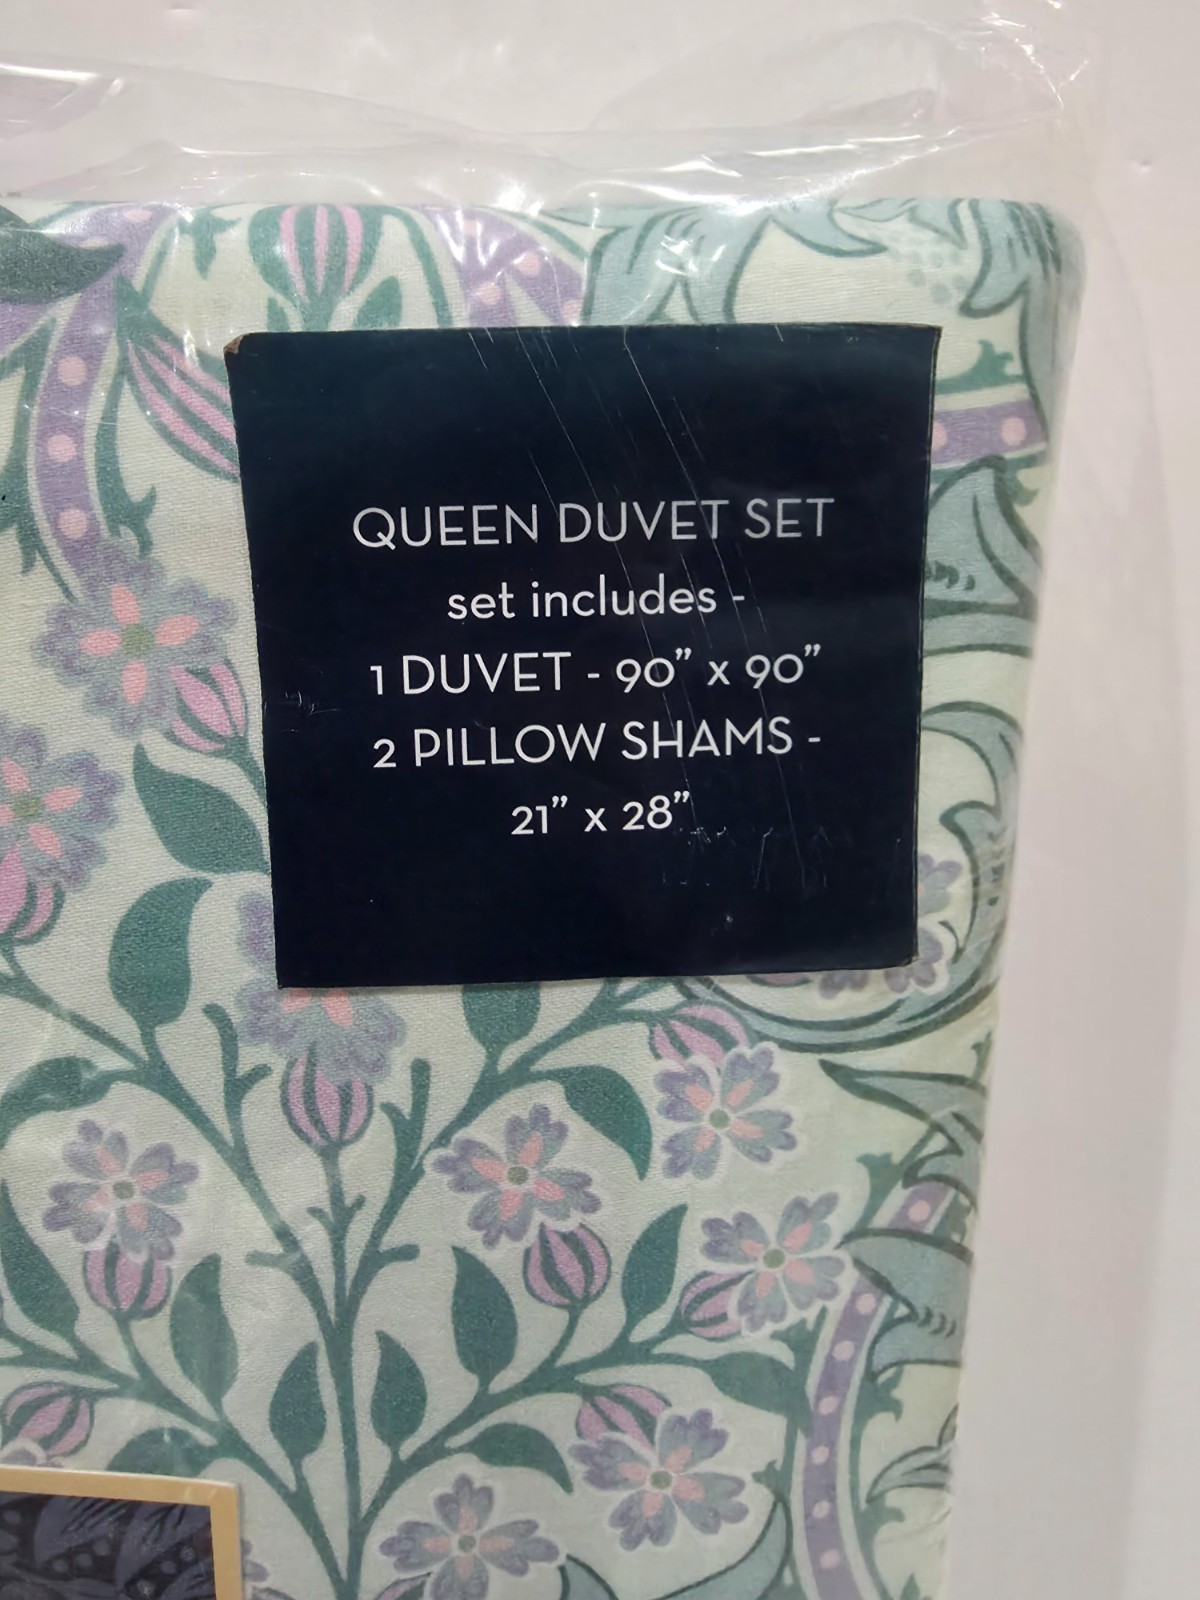 QUEEN DUVET SET
set includes -
1 DUVET - 90” x 90”
2 PILLOW SHAMS -
21” x 28”